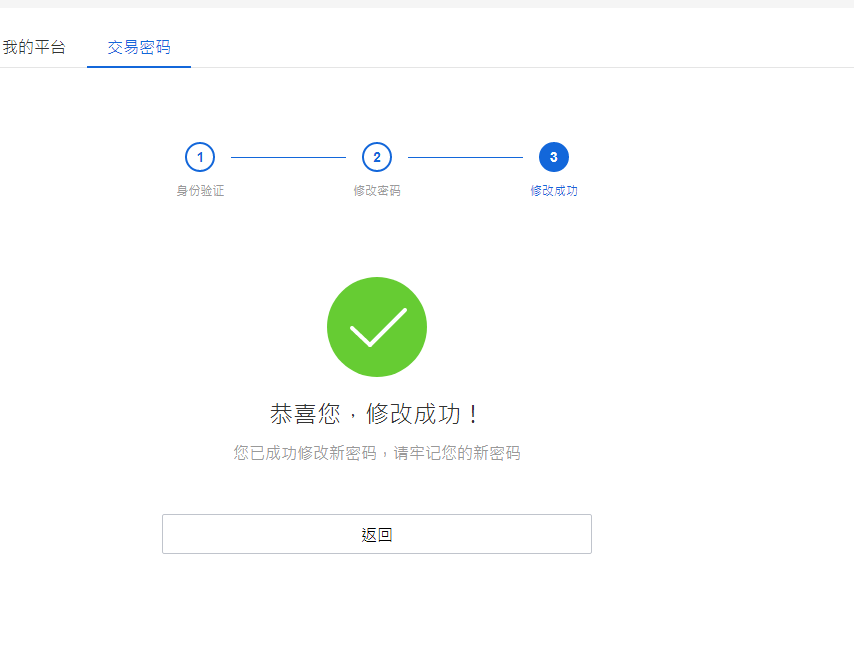 我的平台 交易密码
1 2 3
身份验证 修改密码 修改成功
恭喜您，修改成功！
您已成功修改新密码，请牢记您的新密码
返回